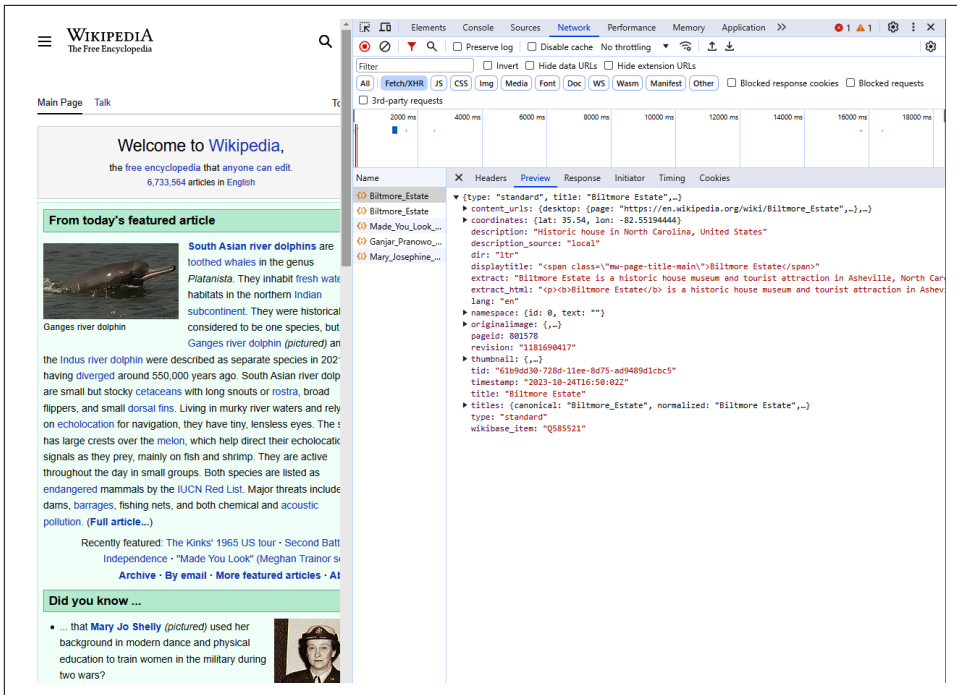 WIKIPEDIA
The Free Encyclopedia
Main Page Talk To
Welcome to Wikipedia,
the free encyclopedia that anyone can edit.
6,733,564 articles in English
From today's featured article
South Asian river dolphins are
toothed whales in the genus
Platanista. They inhabit fresh wate
habitats in the northern Indian
subcontinent. They were historical
considered to be one species, but
Ganges river dolphin (pictured) an
Ganges river dolphin
the Indus river dolphin were described as separate species in 2021
having diverged around 550,000 years ago. South Asian river dolp
are small but stocky cetaceans with long snouts or rostra, broad
flippers, and small dorsal fins. Living in murky river waters and rely
on echolocation for navigation, they have tiny, lensless eyes. The s
has large crests over the melon, which help direct their echolocatic
signals as they prey, mainly on fish and shrimp. They are active
throughout the day in small groups. Both species are listed as
endangered mammals by the IUCN Red List. Major threats include
dams, barrages, fishing nets, and both chemical and acoustic
pollution. (Full article...)
Recently featured: The Kinks' 1965 US tour · Second Batt
Independence · "Made You Look" (Meghan Trainor s
Archive · By email · More featured articles · Ab
Did you know ...
... that Mary Jo Shelly (pictured) used her
background in modern dance and physical
education to train women in the military during
two wars?
Elements Console Sources Network Performance Memory Application 1 1
Preserve log Disable cache No throttling
Filter Invert Hide data URLs Hide extension URLs
All Fetch/XHR JS CSS Img Media Font Doc WS Wasm Manifest Other Blocked response cookies Blocked requests
3rd-party requests
2000 ms 4000 ms 6000 ms 8000 ms 10000 ms 12000 ms 14000 ms 16000 ms 18000 ms
Name Headers Preview Response Initiator Timing Cookies
Biltmore_Estate
Biltmore_Estate
Made_You_Look_...
Ganjar_Pranowo_...
Mary_Josephine_...
{type: "standard", title: "Biltmore Estate",…}
content_urls: {desktop: {page: "https://en.wikipedia.org/wiki/Biltmore_Estate",…},…}
coordinates: {lat: 35.54, lon: -82.55194444}
description: "Historic house in North Carolina, United States"
description_source: "local"
dir: "ltr"
displaytitle: "<span class=\"mw-page-title-main\">Biltmore Estate</span>"
extract: "Biltmore Estate is a historic house museum and tourist attraction in Asheville, North Car
extract_html: "<p><b>Biltmore Estate</b> is a historic house museum and tourist attraction in Ashev
lang: "en"
namespace: {id: 0, text: ""}
originalimage: {,…}
pageid: 801578
revision: "1181690417"
thumbnail: {,…}
tid: "61b9dd30-728d-11ee-8d75-ad9489d1cbc5"
timestamp: "2023-10-24T16:50:02Z"
title: "Biltmore Estate"
titles: {canonical: "Biltmore_Estate", normalized: "Biltmore Estate",…}
type: "standard"
wikibase_item: "Q585521"